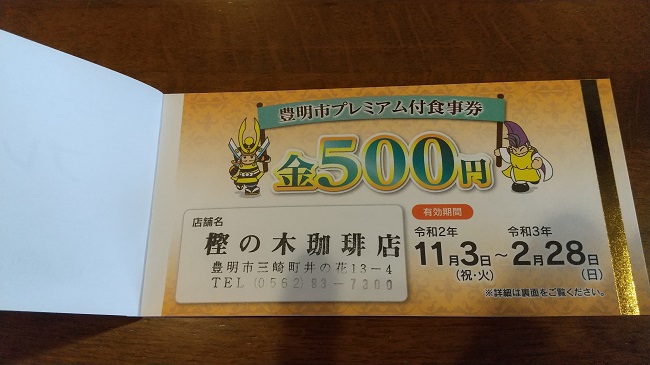 豊明市プレミアム付食事券
金500円
店舗名
樫の木珈琲店
豊明市三崎町井の花13-4
TEL (0562) 93-7300
有効期間
令和2年 令和3年
11月3日～2月28日
(祝・火) (日)
※詳細は裏面をご覧ください。